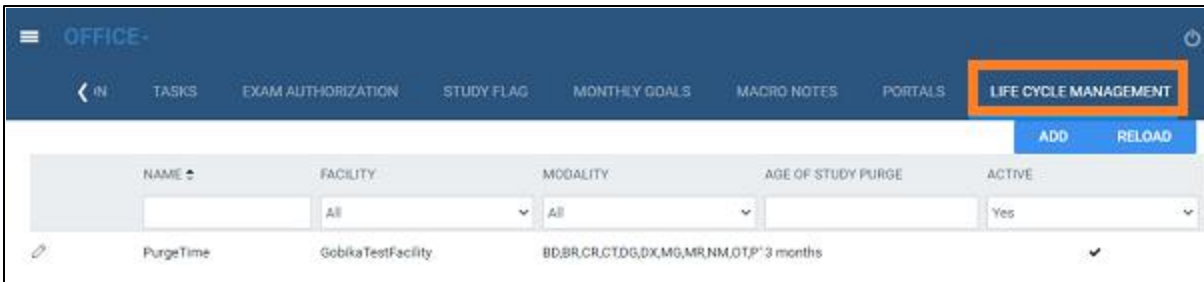 OFFICE-
IN TASKS EXAM AUTHORIZATION STUDY FLAG MONTHLY GOALS MACRO NOTES PORTALS LIFE CYCLE MANAGEMENT
ADD RELOAD
NAME FACILITY MODALITY AGE OF STUDY PURGE ACTIVE
All All Yes
PurgeTime GobikaTestFacility BD,BR,CR,CT,DG,DX,MG,MR,NM,OT,P 3 months